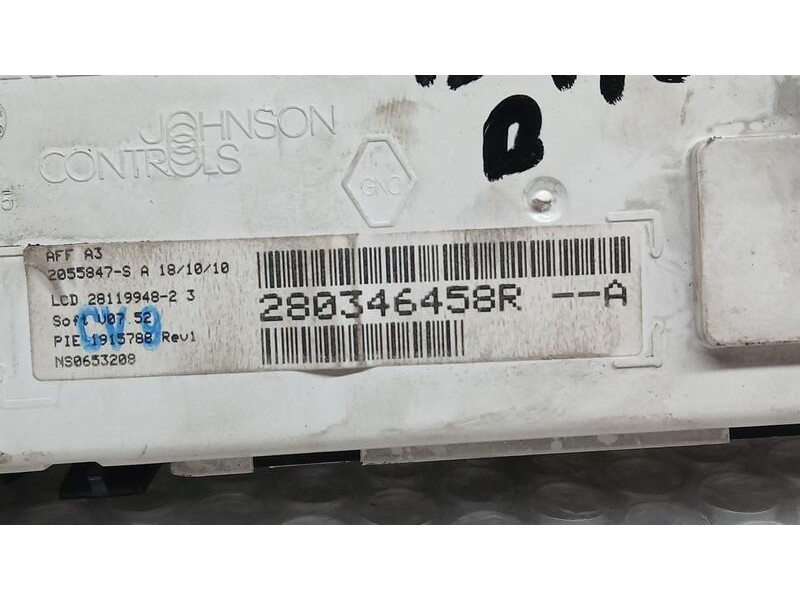 B
JOHNSON
CONTROLS
GNO
AFF A3
2055847-S A 18/10/10
LCD 28119948-2 3
Soft V07.52
PIE 1915788 Rev1
NS0653208
CV9
280346458R --A